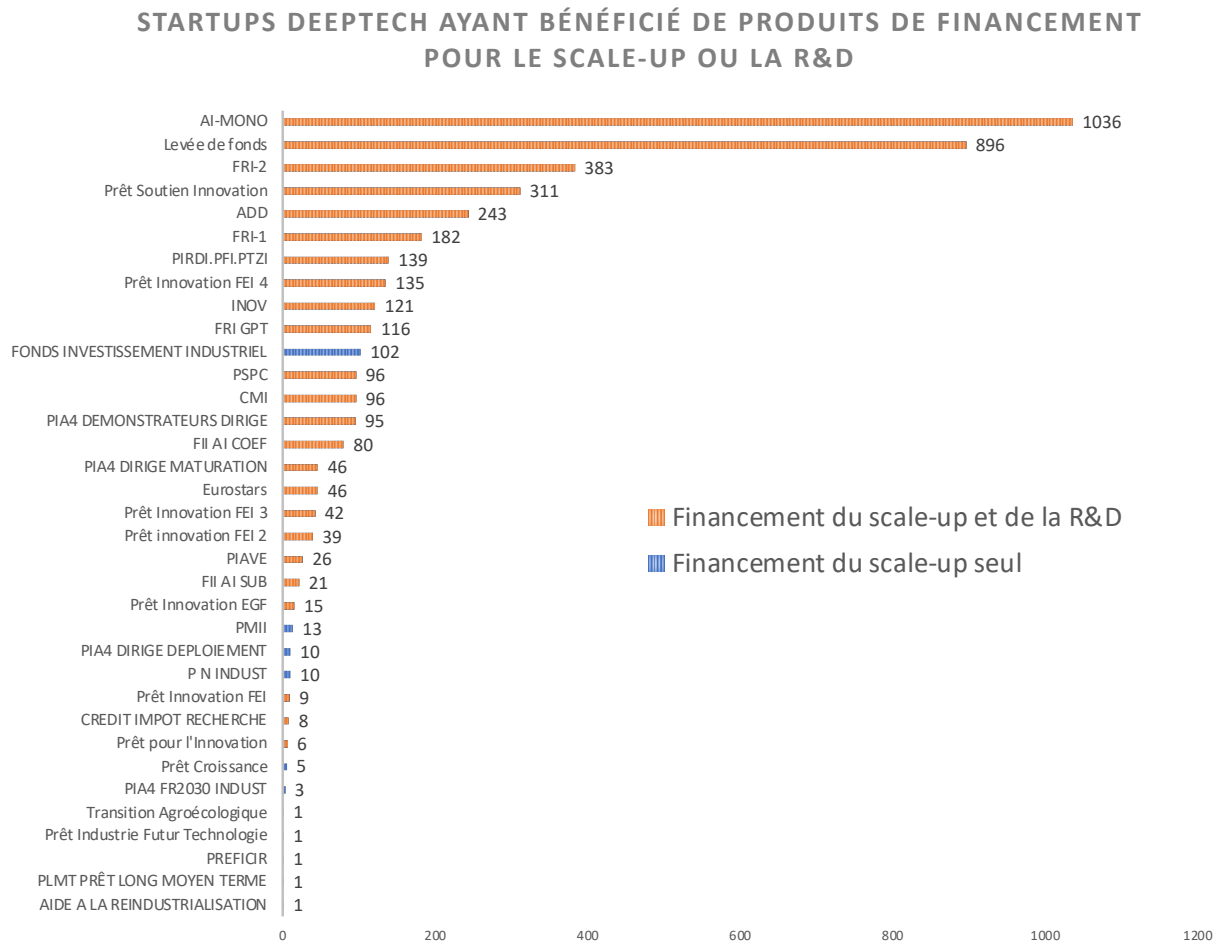 STARTUPS DEEPTECH AYANT BÉNÉFICIÉ DE PRODUITS DE FINANCEMENT
POUR LE SCALE-UP OU LA R&D
AI-MONO 1036
Levée de fonds 896
FRI-2 383
Prêt Soutien Innovation 311
ADD 243
FRI-1 182
PIRDI.PFI.PTZI 139
Prêt Innovation FEI 4 135
INOV 121
FRI GPT 116
FONDS INVESTISSEMENT INDUSTRIEL 102
PSPC 96
CMI 96
PIA4 DEMONSTRATEURS DIRIGE 95
FII AI COEF 80
PIA4 DIRIGE MATURATION 46
Eurostars 46
Prêt Innovation FEI 3 42
Prêt innovation FEI 2 39
PIAVE 26
FII AI SUB 21
Prêt Innovation EGF 15
PMII 13
PIA4 DIRIGE DEPLOIEMENT 10
P N INDUST 10
Prêt Innovation FEI 9
CREDIT IMPOT RECHERCHE 8
Prêt pour l'Innovation 6
Prêt Croissance 5
PIA4 FR2030 INDUST 3
Transition Agroécologique 1
Prêt Industrie Futur Technologie 1
PREFICIR 1
PLMT PRÊT LONG MOYEN TERME 1
AIDE A LA REINDUSTRIALISATION 1
0 200 400 600 800 1000 1200
Financement du scale-up et de la R&D
Financement du scale-up seul